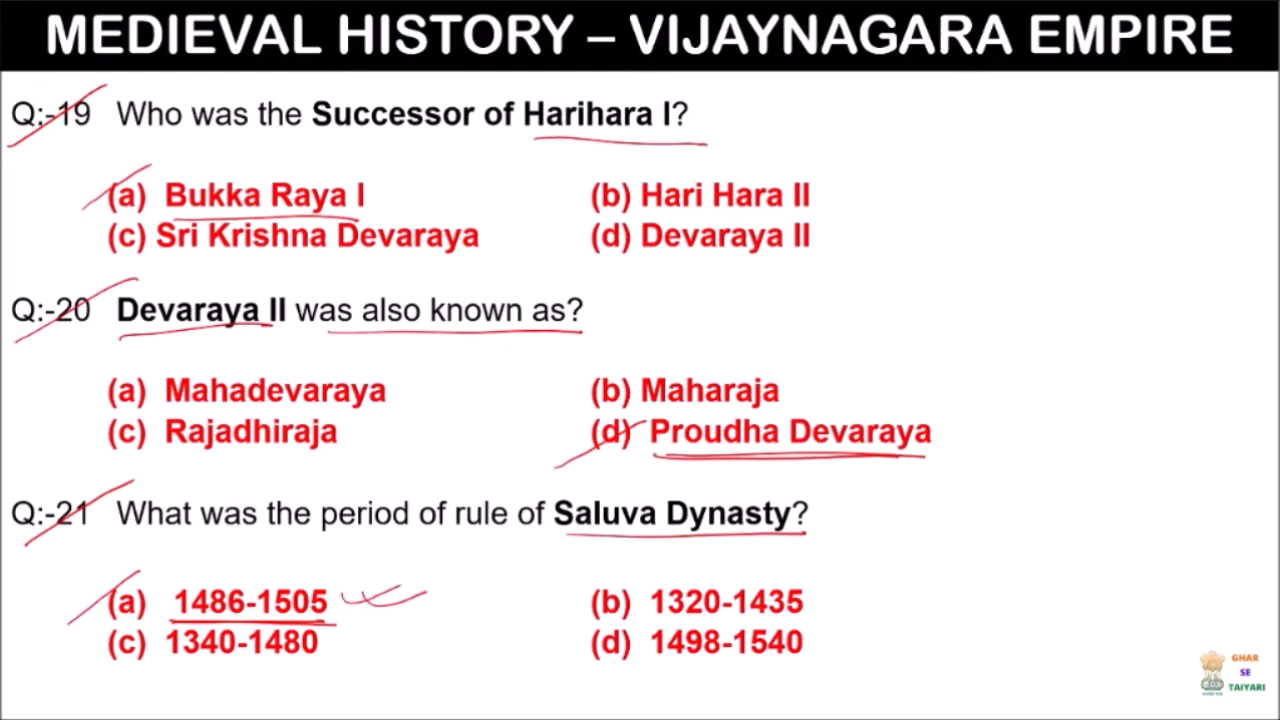 MEDIEVAL HISTORY – VIJAYNAGARA EMPIRE
Q:-19 Who was the Successor of Harihara I?
(a) Bukka Raya I (b) Hari Hara II
(c) Sri Krishna Devaraya (d) Devaraya II
Q:-20 Devaraya II was also known as?
(a) Mahadevaraya (b) Maharaja
(c) Rajadhiraja (d) Proudha Devaraya
Q:-21 What was the period of rule of Saluva Dynasty?
(a) 1486-1505 (b) 1320-1435
(c) 1340-1480 (d) 1498-1540
GHAR
SE
TAIYARI